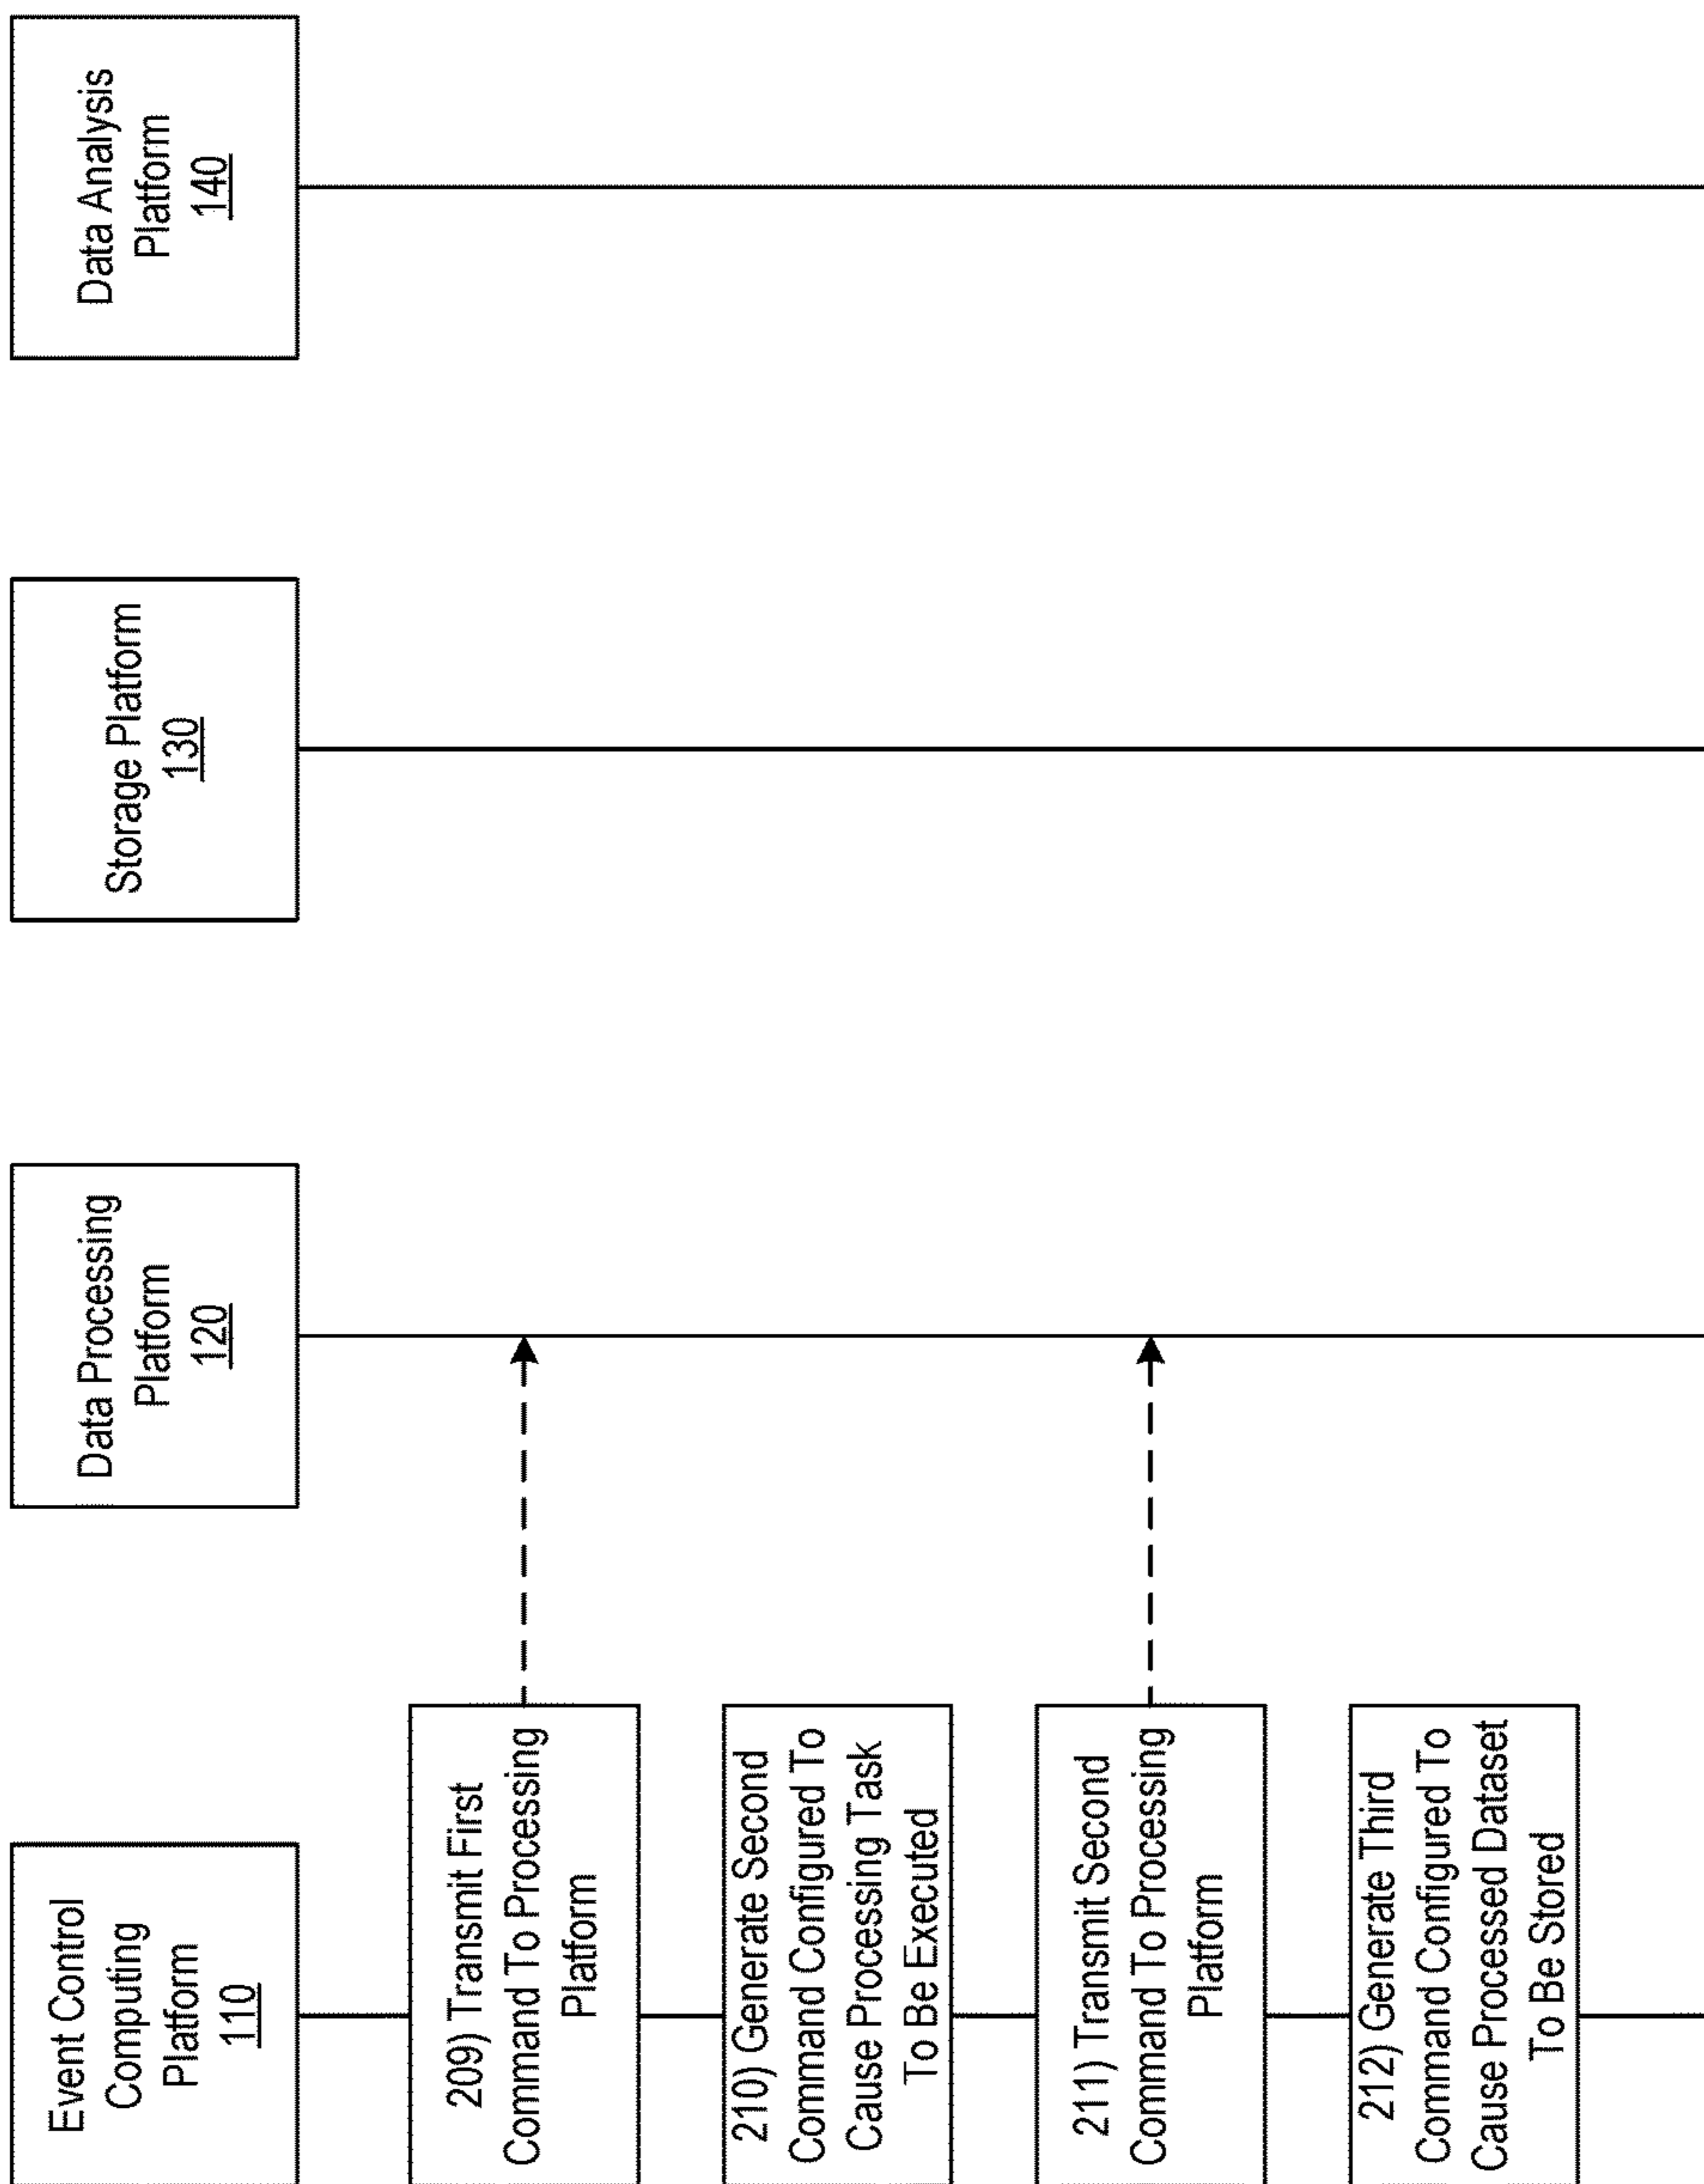 Event Control
Computing
Platform
110
Data Processing
Platform
120
Storage Platform
130
Data Analysis
Platform
140
209) Transmit First
Command To Processing
Platform
210) Generate Second
Command Configured To
Cause Processing Task
To Be Executed
211) Transmit Second
Command To Processing
Platform
212) Generate Third
Command Configured To
Cause Processed Dataset
To Be Stored